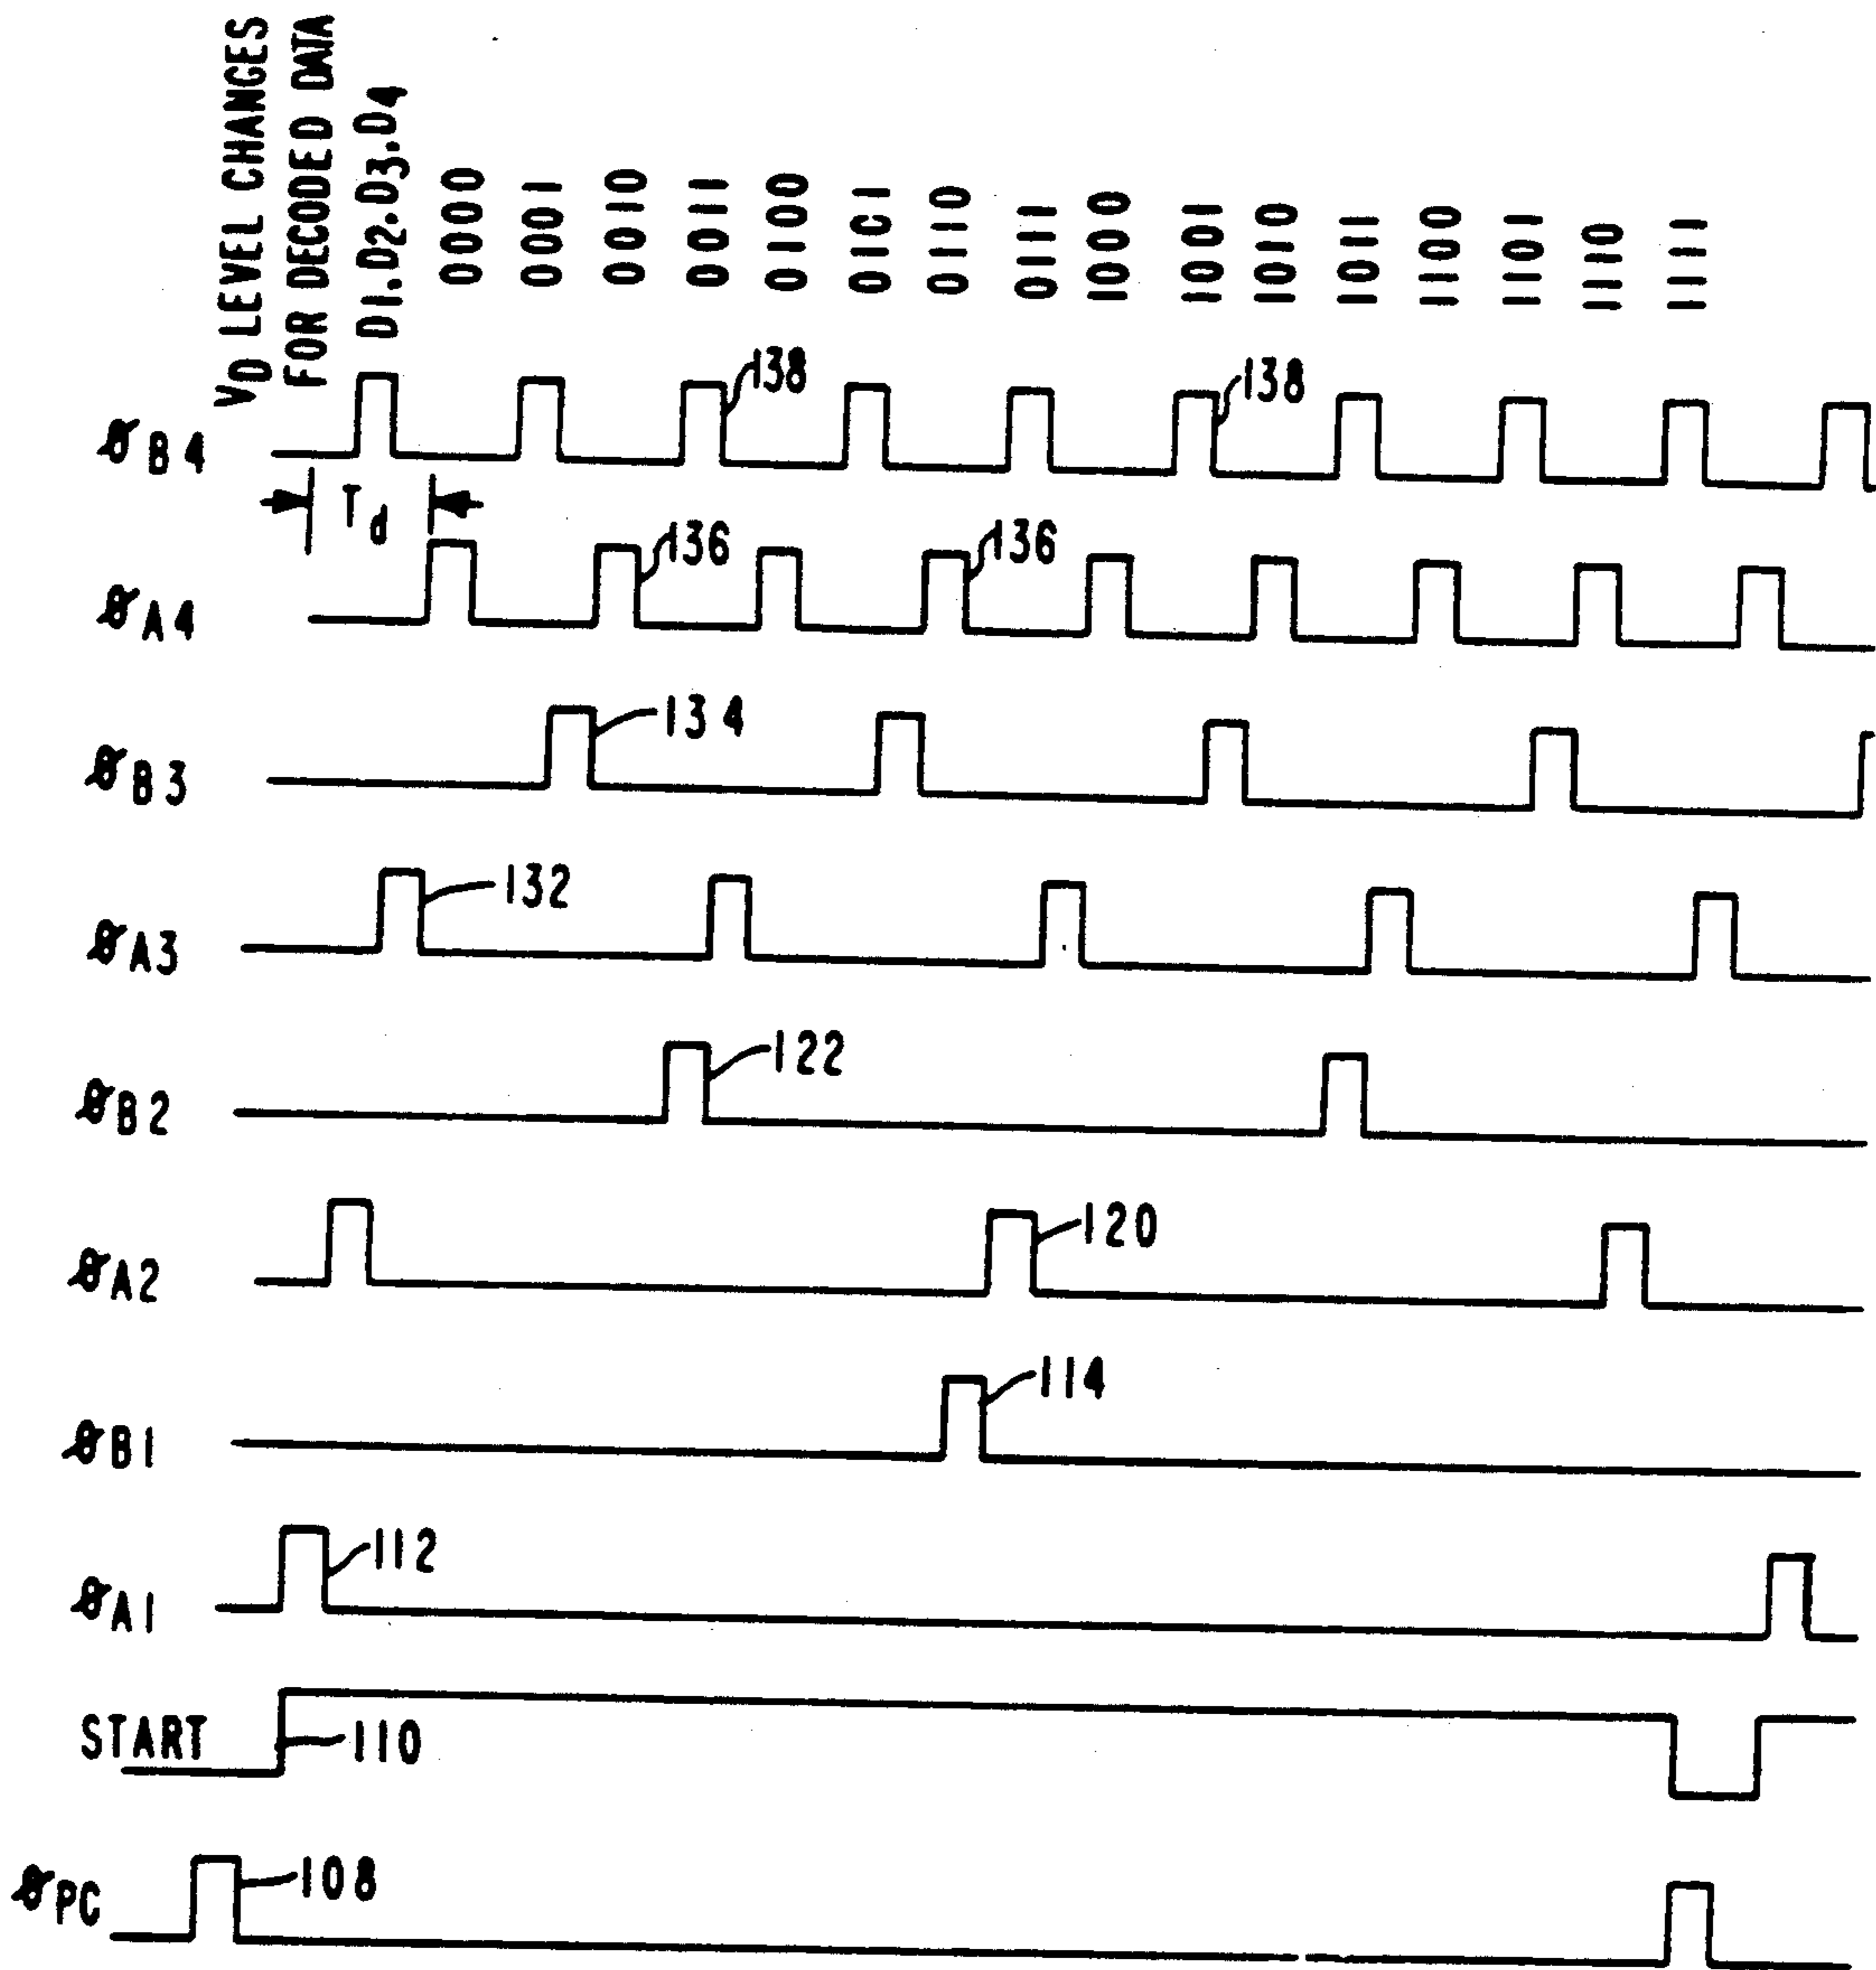 VO LEVEL CHANGES
FOR DECODED DATA
D1.D2.D3.D4
0000
0001
0010
0011
0100
01C1
0110
0111
1000
1001
1010
1011
1100
1101
1110
1111
ØB4
138
138
Td
ØA4
136
136
ØB3
134
ØA3
132
ØB2
122
ØA2
120
ØB1
114
ØA1
112
START
110
ØPC
108